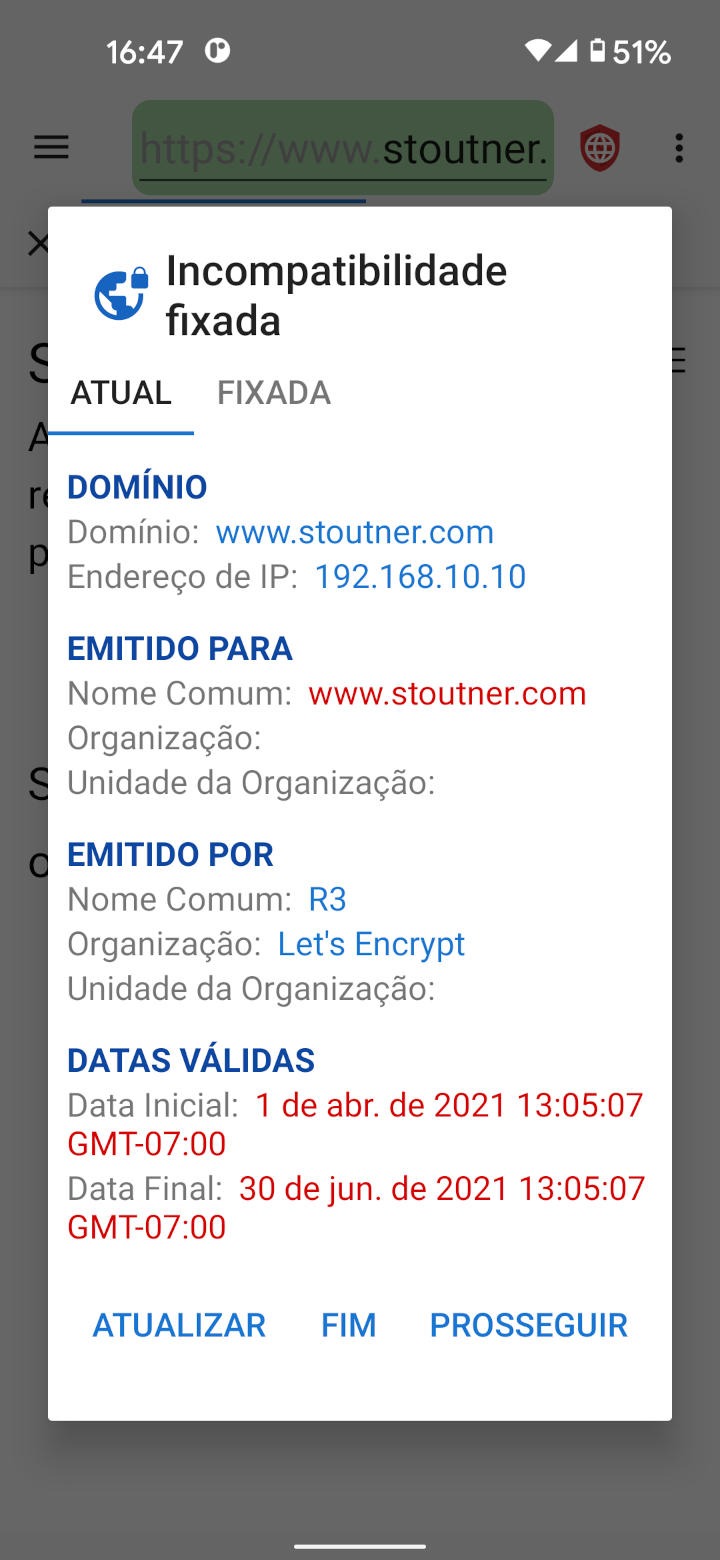 16:47
51%
https://www.stoutner.
Incompatibilidade
fixada
ATUAL FIXADA
DOMÍNIO
Domínio: www.stoutner.com
Endereço de IP: 192.168.10.10
EMITIDO PARA
Nome Comum: www.stoutner.com
Organização:
Unidade da Organização:
EMITIDO POR
Nome Comum: R3
Organização: Let's Encrypt
Unidade da Organização:
DATAS VÁLIDAS
Data Inicial: 1 de abr. de 2021 13:05:07
GMT-07:00
Data Final: 30 de jun. de 2021 13:05:07
GMT-07:00
ATUALIZAR FIM PROSSEGUIR